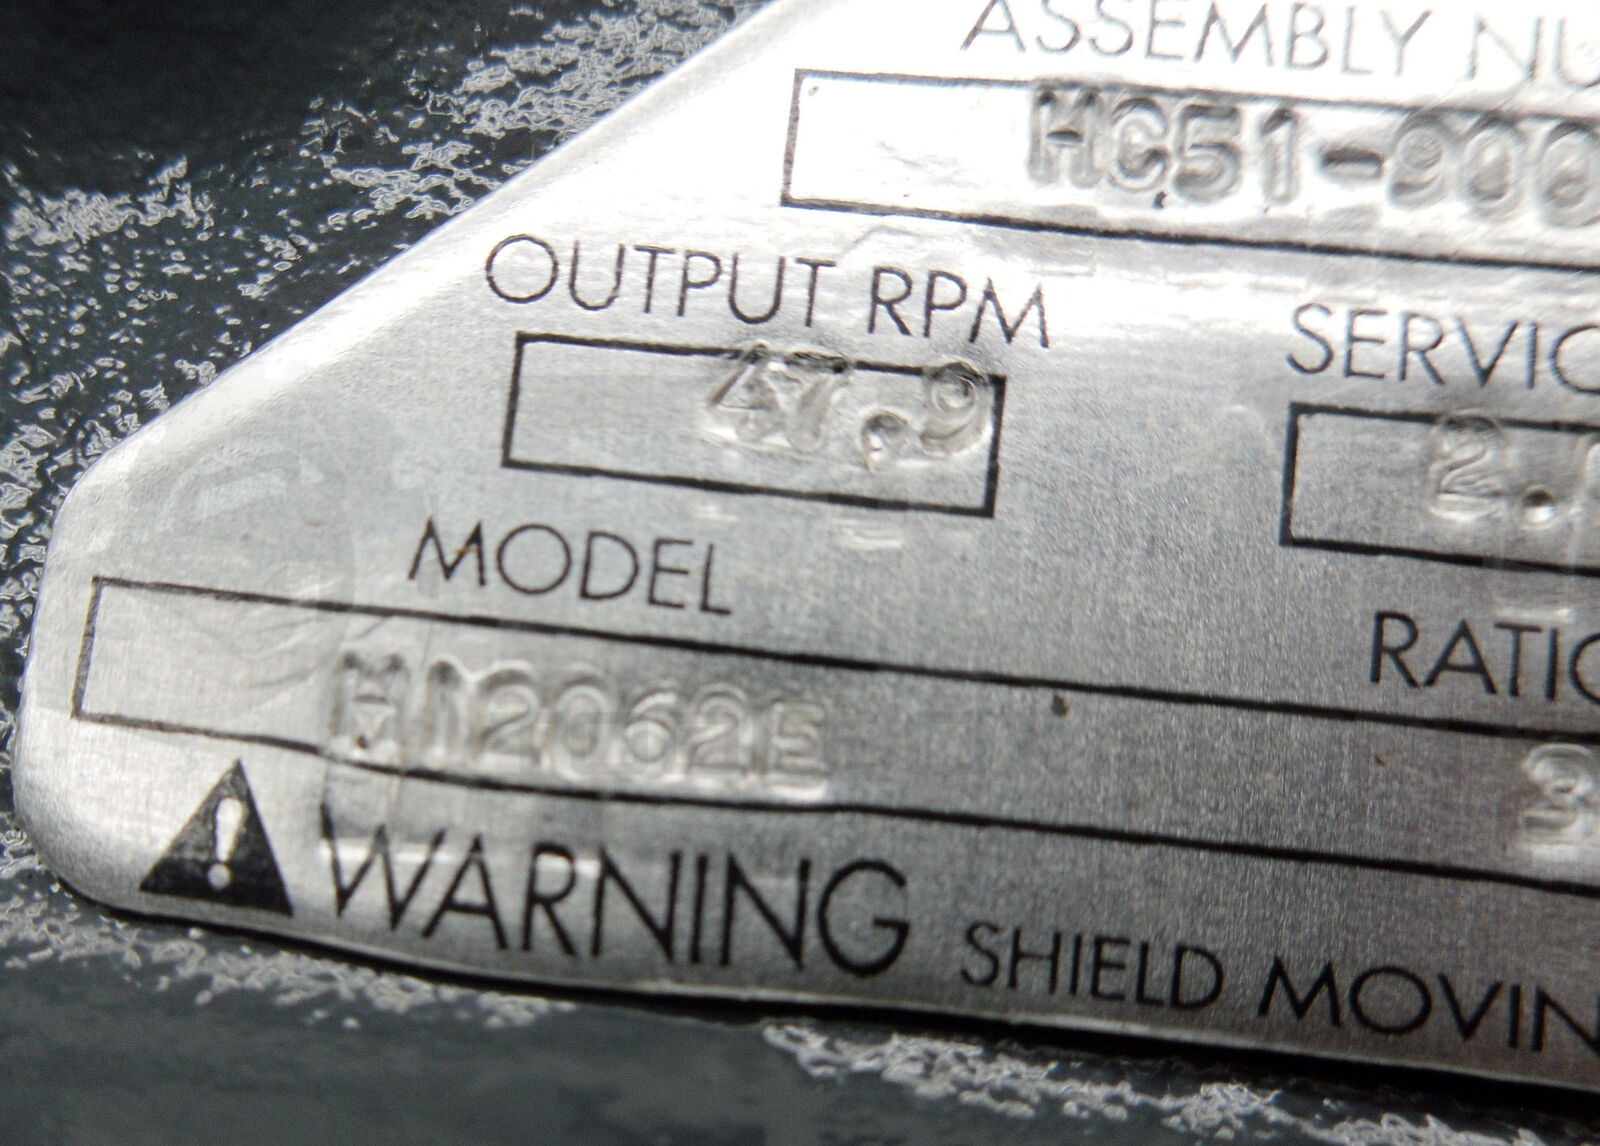 ASSEMBLY NU
HC51-900
OUTPUT RPM
SERVIC
47.9
2.
MODEL
RATIO
M12062E
3
WARNING SHIELD MOVIN